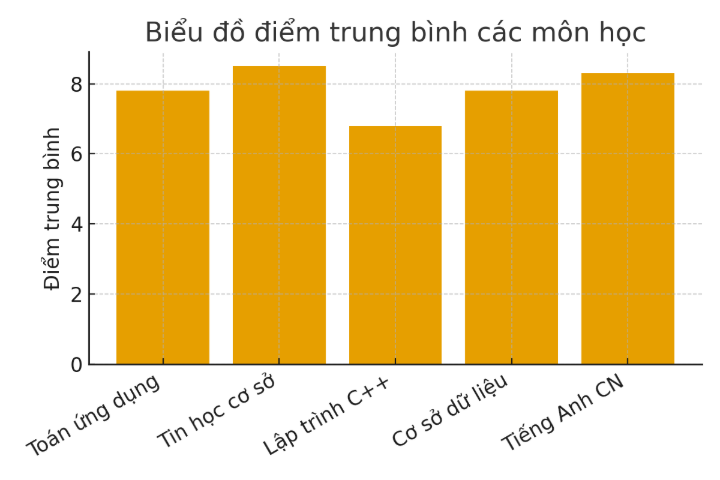 Biểu đồ điểm trung bình các môn học
Điểm trung bình
8
6
4
2
0
Toán ứng dụng
Tin học cơ sở
Lập trình C++
Cơ sở dữ liệu
Tiếng Anh CN